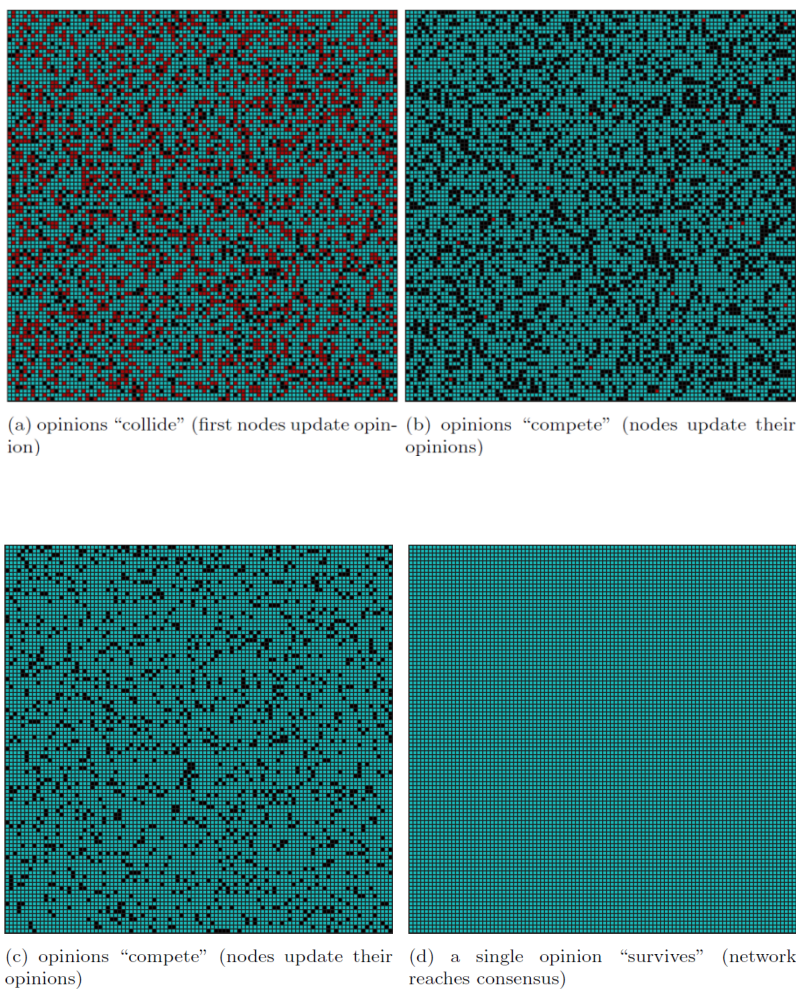 (a) opinions “collide” (first nodes update opin-
ion)
(b) opinions “compete” (nodes update their
opinions)
(c) opinions “compete” (nodes update their
opinions)
(d) a single opinion “survives” (network
reaches consensus)